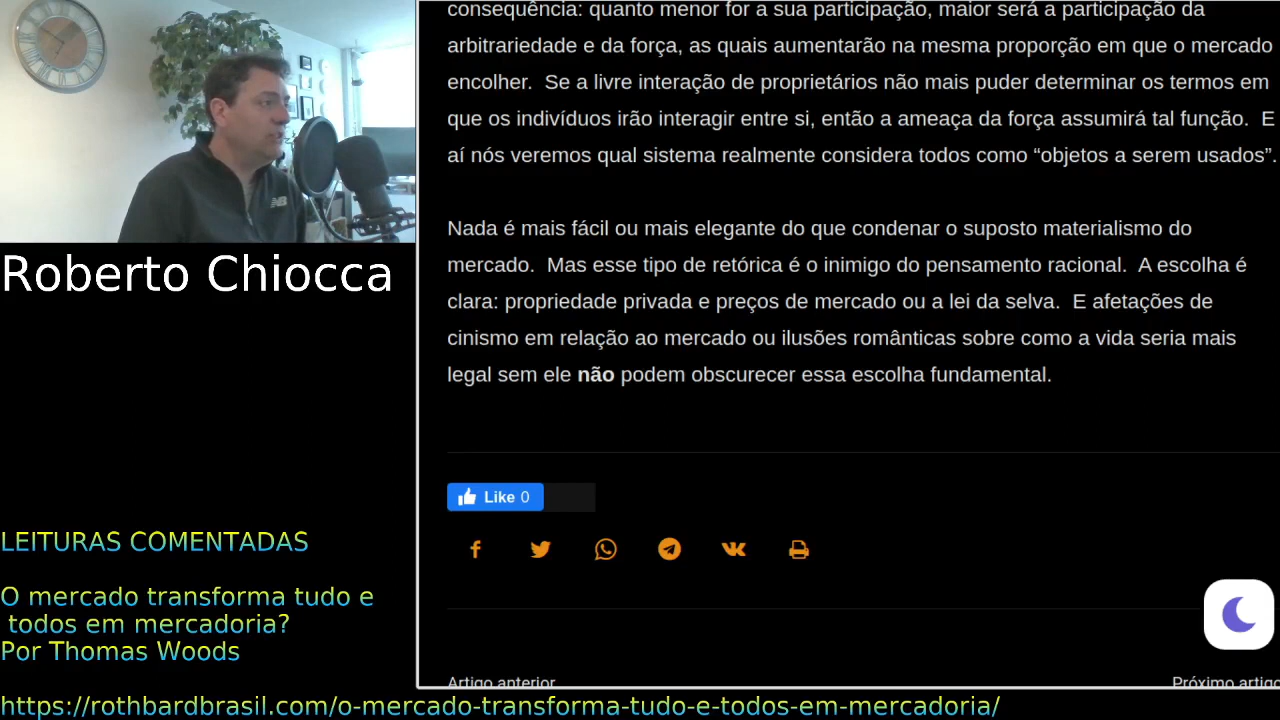 consequência: quanto menor for a sua participação, maior será a participação da
arbitrariedade e da força, as quais aumentarão na mesma proporção em que o mercado
encolher.  Se a livre interação de proprietários não mais puder determinar os termos em
que os indivíduos irão interagir entre si, então a ameaça da força assumirá tal função.  E
aí nós veremos qual sistema realmente considera todos como “objetos a serem usados”.
Nada é mais fácil ou mais elegante do que condenar o suposto materialismo do
mercado.  Mas esse tipo de retórica é o inimigo do pensamento racional.  A escolha é
clara: propriedade privada e preços de mercado ou a lei da selva.  E afetações de
cinismo em relação ao mercado ou ilusões românticas sobre como a vida seria mais
legal sem ele não podem obscurecer essa escolha fundamental.
Like 0
Artigo anterior
Próximo artigo
NB
Roberto Chiocca
LEITURAS COMENTADAS
O mercado transforma tudo e
todos em mercadoria?
Por Thomas Woods
https://rothbardbrasil.com/o-mercado-transforma-tudo-e-todos-em-mercadoria/